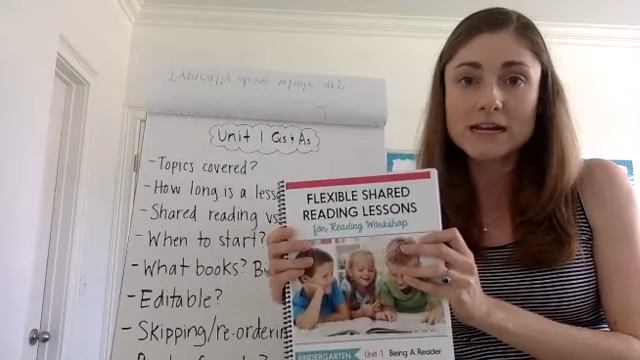 Unit 1 Qs & As
- Topics covered?
- How long is a less
- Shared reading vs
- When to start?
- What books?
- Editable?
- Skipping/re-orderin
FLEXIBLE SHARED
READING LESSONS
for Reading Workshop
KINDERGARTEN
Unit 1 Being A Reader